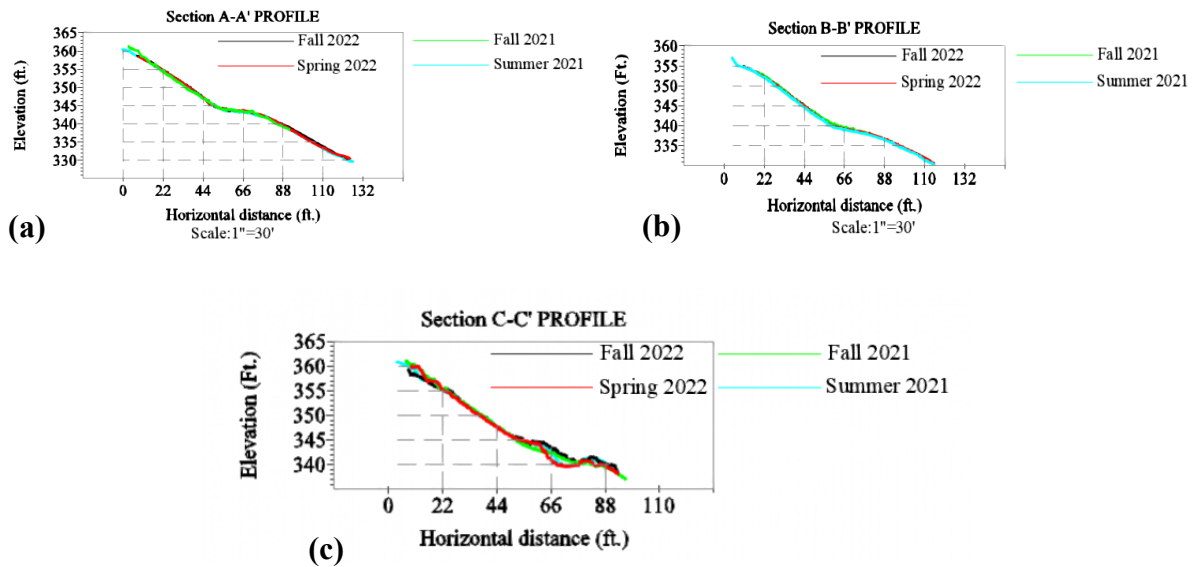 Section A-A' PROFILE
Fall 2022
Fall 2021
Spring 2022
Summer 2021
Elevation (ft.)
365
360
355
350
345
340
335
330
0 22 44 66 88 110 132
Horizontal distance (ft.)
Scale:1"=30'
(a)
Section B-B' PROFILE
Fall 2022
Fall 2021
Spring 2022
Summer 2021
Elevation (Ft.)
360
355
350
345
340
335
0 22 44 66 88 110 132
Horizontal distance (ft.)
Scale:1"=30'
(b)
Section C-C' PROFILE
Fall 2022
Fall 2021
Spring 2022
Summer 2021
Elevation (Ft.)
365
360
355
350
345
340
0 22 44 66 88 110
Horizontal distance (ft.)
(c)